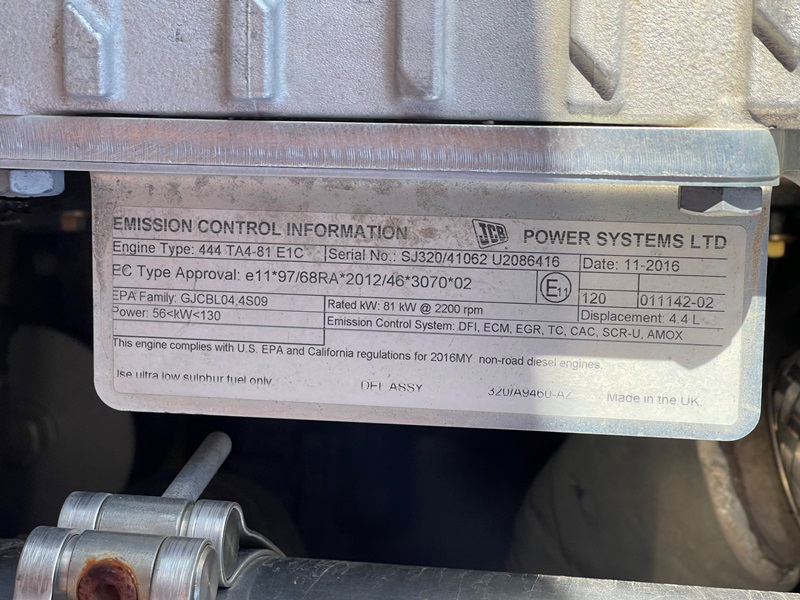 EMISSION CONTROL INFORMATION JCB POWER SYSTEMS LTD
Engine Type: 444 TA4-81 E1C Serial No.: SJ320/41062 U2086416 Date: 11-2016
EC Type Approval: e11*97/68RA*2012/46*3070*02 E11 120 011142-02
EPA Family: GJCBL04,4S09 Rated kW: 81 kW @ 2200 rpm Displacement: 4,4 L
Power: 56<kW<130 Emission Control System: DFI, ECM, EGR, TC, CAC, SCR-U, AMOX
This engine complies with U.S. EPA and California regulations for 2016MY non-road diesel engines.
Use ultra low sulphur fuel only DEL ASSY 320/A9460-A2 Made in the UK